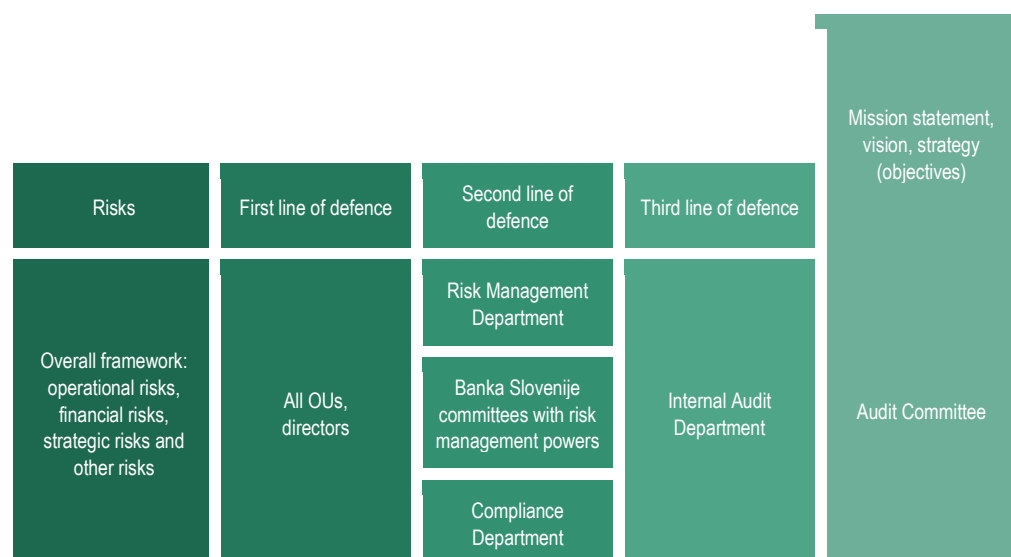 Mission statement,
vision, strategy
(objectives)
Risks
First line of defence
Second line of
defence
Third line of defence
Overall framework:
operational risks,
financial risks,
strategic risks and
other risks
All OUs,
directors
Risk Management
Department
Banka Slovenije
committees with risk
management powers
Compliance
Department
Internal Audit
Department
Audit Committee